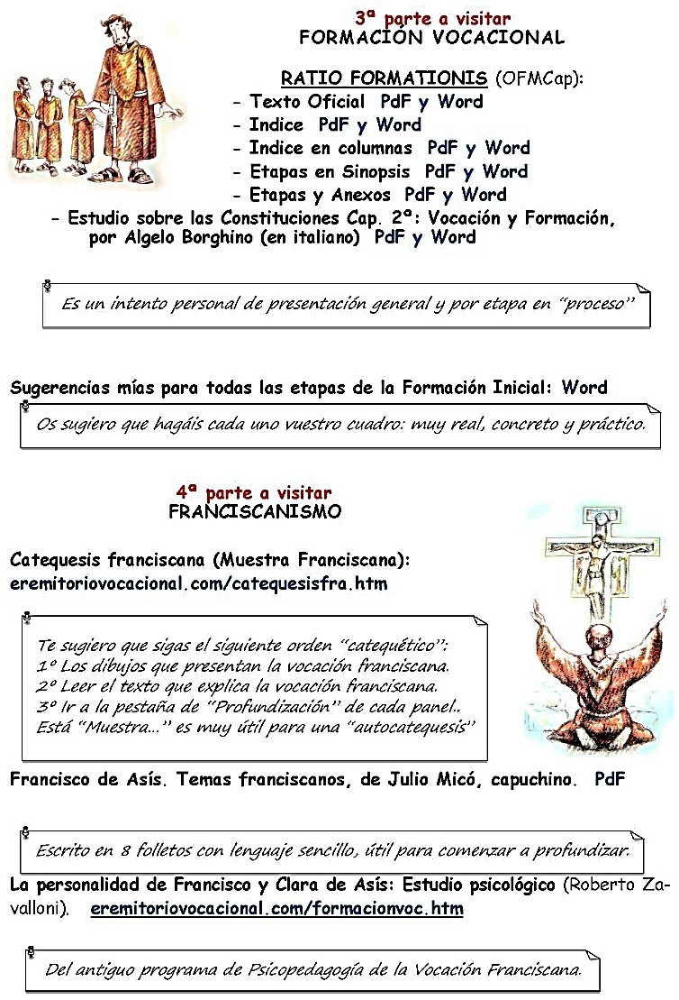 3ª parte a visitar
FORMACIÓN VOCACIONAL
RATIO FORMATIONIS (OFMCap):
- Texto Oficial PdF y Word
- Indice PdF y Word
- Indice en columnas PdF y Word
- Etapas en Sinopsis PdF y Word
- Etapas y Anexos PdF y Word
- Estudio sobre las Constituciones Cap. 2º: Vocación y Formación,
por Algelo Borghino (en italiano) PdF y Word
Es un intento personal de presentación general y por etapa en “proceso”
Sugerencias mías para todas las etapas de la Formación Inicial: Word
Os sugiero que hagáis cada uno vuestro cuadro: muy real, concreto y práctico.
4ª parte a visitar
FRANCISCANISMO
Catequesis franciscana (Muestra Franciscana):
eremitoriovocacional.com/catequesisfra.htm
Te sugiero que sigas el siguiente orden “catequético”:
1º Los dibujos que presentan la vocación franciscana.
2º Leer el texto que explica la vocación franciscana.
3º Ir a la pestaña de “Profundización” de cada panel..
Está “Muestra...” es muy útil para una “autocatequesis”
Francisco de Asís. Temas franciscanos, de Julio Micó, capuchino. PdF
Escrito en 8 folletos con lenguaje sencillo, útil para comenzar a profundizar.
La personalidad de Francisco y Clara de Asís: Estudio psicológico (Roberto Za-
valloni). eremitoriovocacional.com/formacionvoc.htm
Del antiguo programa de Psicopedagogía de la Vocación Franciscana.